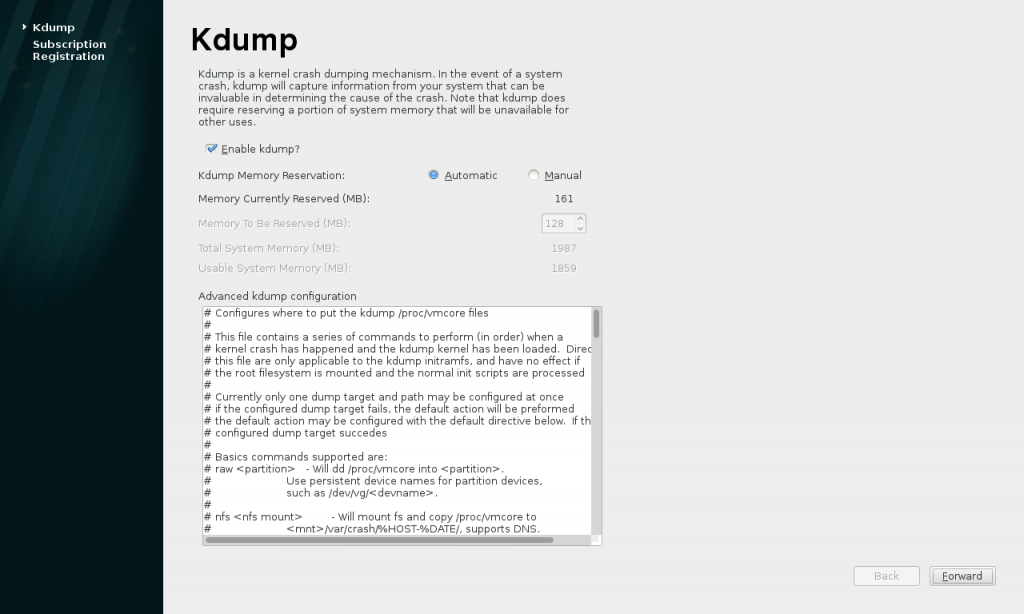 Kdump
Subscription
Registration
Kdump
Kdump is a kernel crash dumping mechanism. In the event of a system
crash, kdump will capture information from your system that can be
invaluable in determining the cause of the crash. Note that kdump does
require reserving a portion of system memory that will be unavailable for
other uses.
Enable kdump?
Kdump Memory Reservation: Automatic Manual
Memory Currently Reserved (MB): 161
Memory To Be Reserved (MB): 128
Total System Memory (MB): 1987
Usable System Memory (MB): 1859
Advanced kdump configuration
# Configures where to put the kdump /proc/vmcore files
#
# This file contains a series of commands to perform (in order) when a
# kernel crash has happened and the kdump kernel has been loaded.  Direc
# this file are only applicable to the kdump initramfs, and have no effect if
# the root filesystem is mounted and the normal init scripts are processed
#
# Currently only one dump target and path may be configured at once
# if the configured dump target fails, the default action will be preformed
# the default action may be configured with the default directive below.  If th
# configured dump target succedes
#
# Basics commands supported are:
# raw <partition>   - Will dd /proc/vmcore into <partition>.
# Use persistent device names for partition devices,
# such as /dev/vg/<devname>.
#
# nfs <nfs mount> - Will mount fs and copy /proc/vmcore to
# <mnt>/var/crash/%HOST-%DATE/, supports DNS.
Back Forward